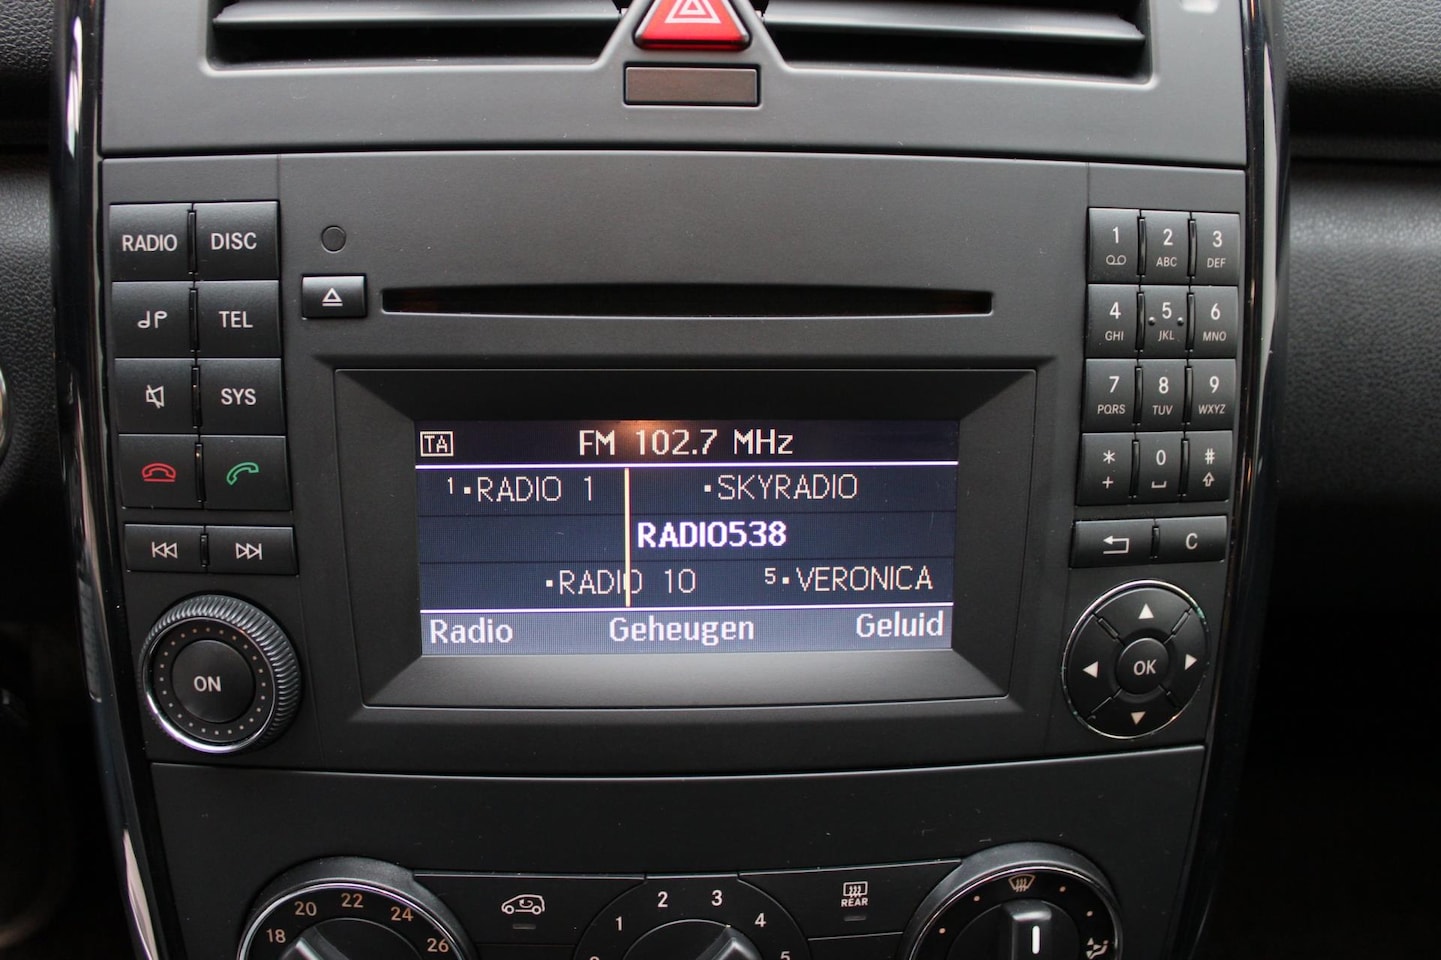 RADIO DISC
TEL
SYS
ON
TA FM 102.7 MHz
1 ▪RADIO 1 ▪SKYRADIO
RADIO538
▪RADIO 10 5▪VERONICA
Radio Geheugen Geluid
1 2 3
ABC DEF
4 5 6
GHI JKL MNO
7 8 9
PQRS TUV WXYZ
* 0 #
+
C
OK
18 20 22 24 26
1 2 3 4 5
REAR